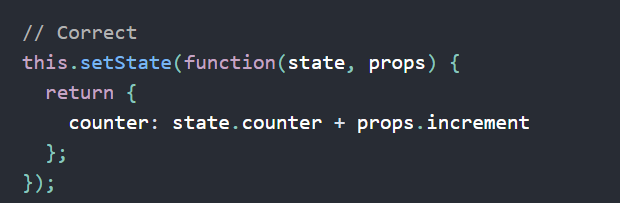 // Correct
this.setState(function(state, props) {
  return {
    counter: state.counter + props.increment
  };
});